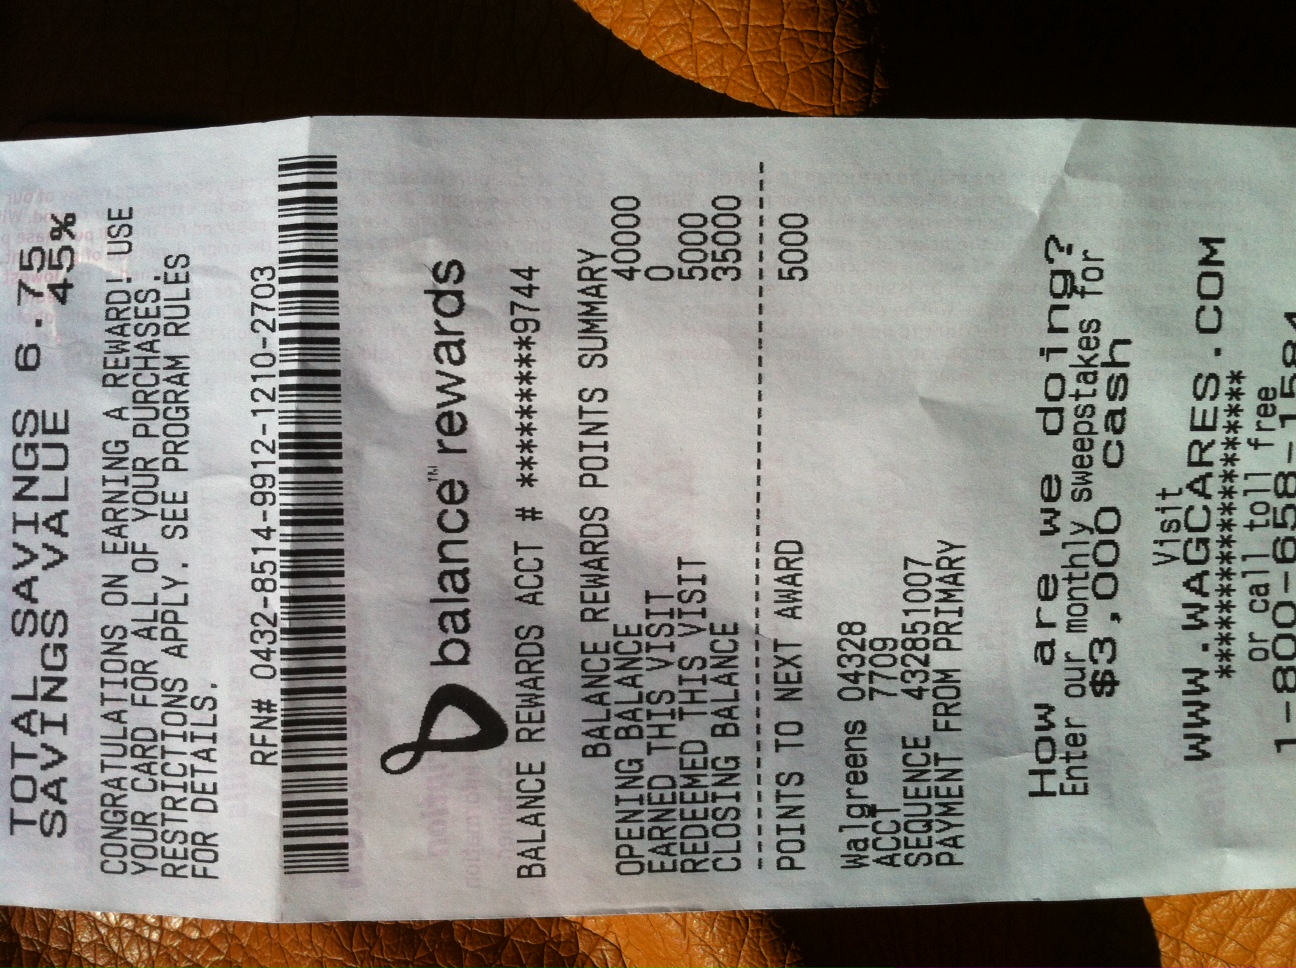 TOTAL SAVINGS 6.75
SAVINGS VALUE 45%
CONGRATULATIONS ON EARNING A REWARD! USE
YOUR CARD FOR ALL OF YOUR PURCHASES.
RESTRICTIONS APPLY. SEE PROGRAM RULES
FOR DETAILS.
RFN# 0432-8514-9912-1210-2703
balance™ rewards
BALANCE REWARDS ACCT # *********9744
BALANCE REWARDS POINTS SUMMARY
OPENING BALANCE 40000
EARNED THIS VISIT 0
REDEEMED THIS VISIT 5000
CLOSING BALANCE 35000
---------------------------------------------
POINTS TO NEXT AWARD 5000
Walgreens 04328
ACCT 7709
SEQUENCE 432851007
PAYMENT FROM PRIMARY
How are we doing?
Enter our monthly sweepstakes for
$3,000 cash
Visit
WWW.WAGCARES.COM
*******************
or call toll free
1-800-658-1584